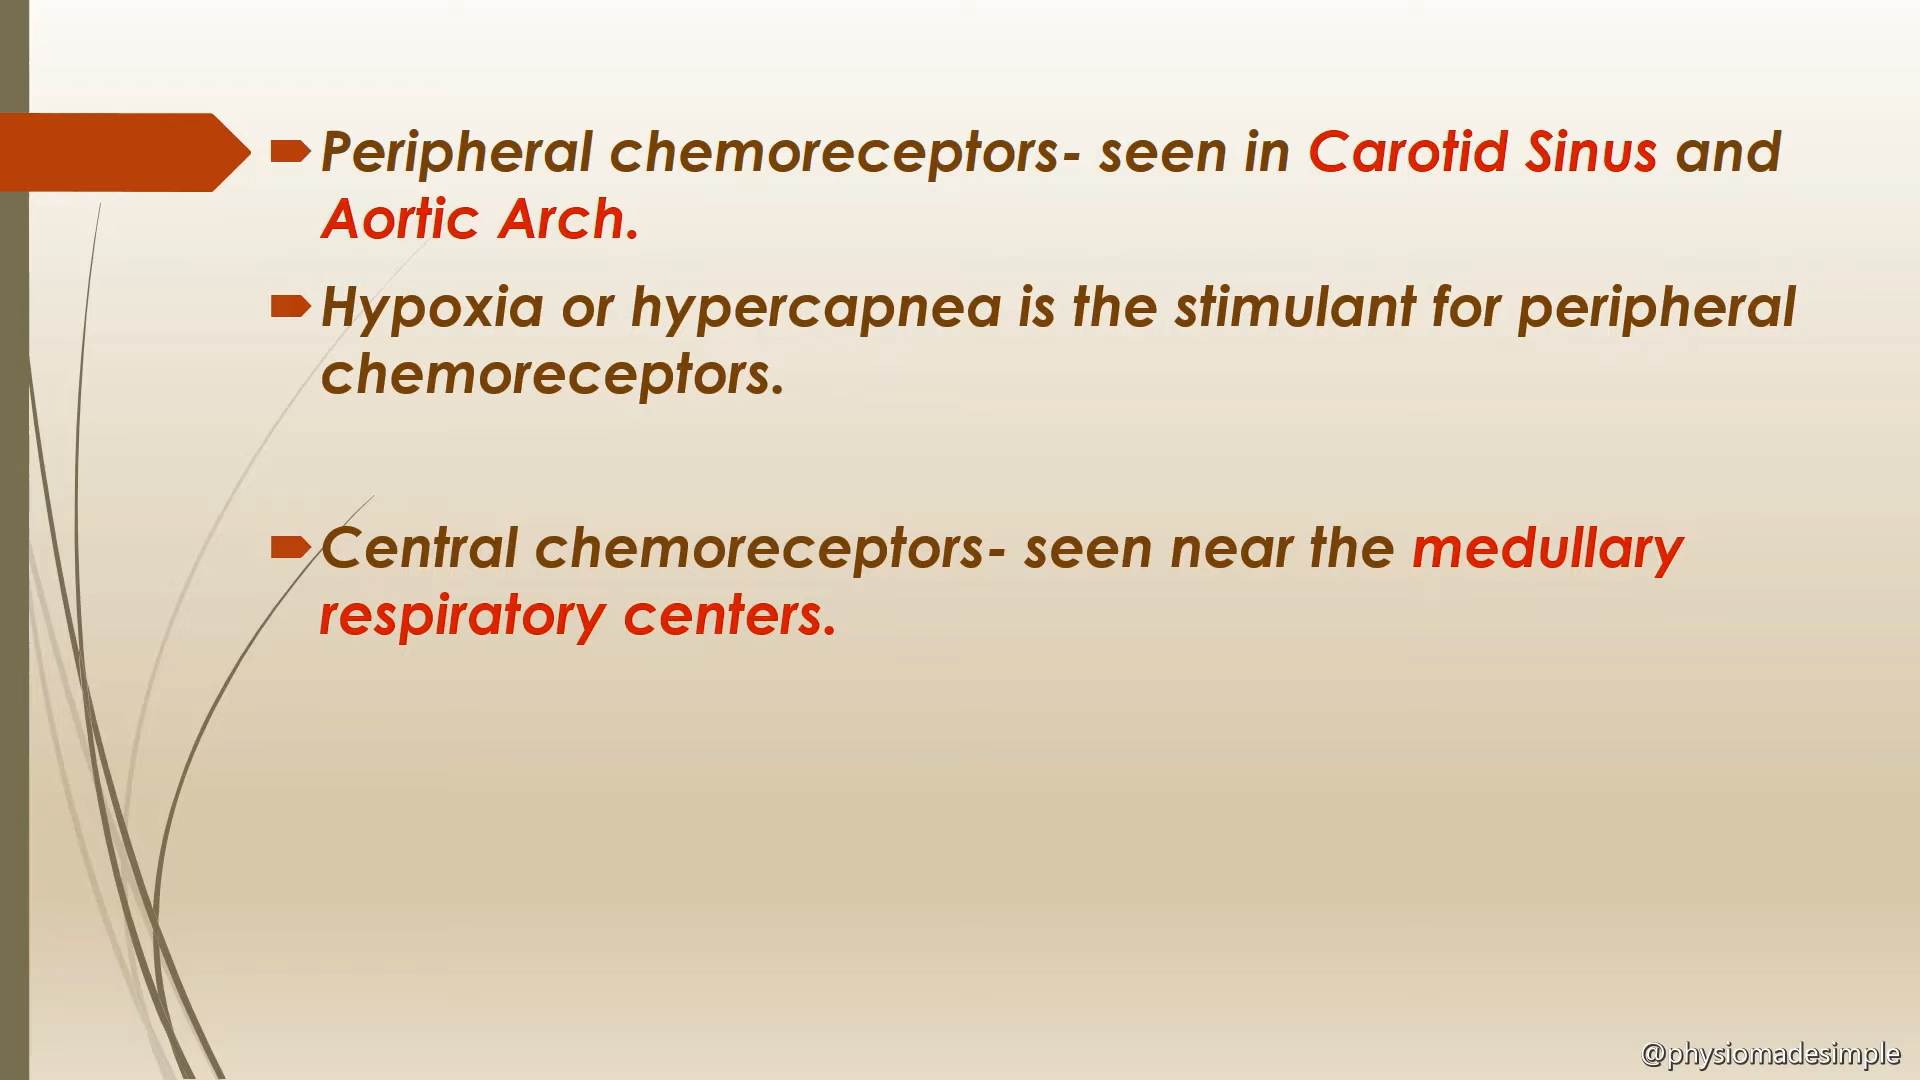 Peripheral chemoreceptors- seen in Carotid Sinus and
Aortic Arch.
Hypoxia or hypercapnea is the stimulant for peripheral
chemoreceptors.
Central chemoreceptors- seen near the medullary
respiratory centers.
@physiomadesimple